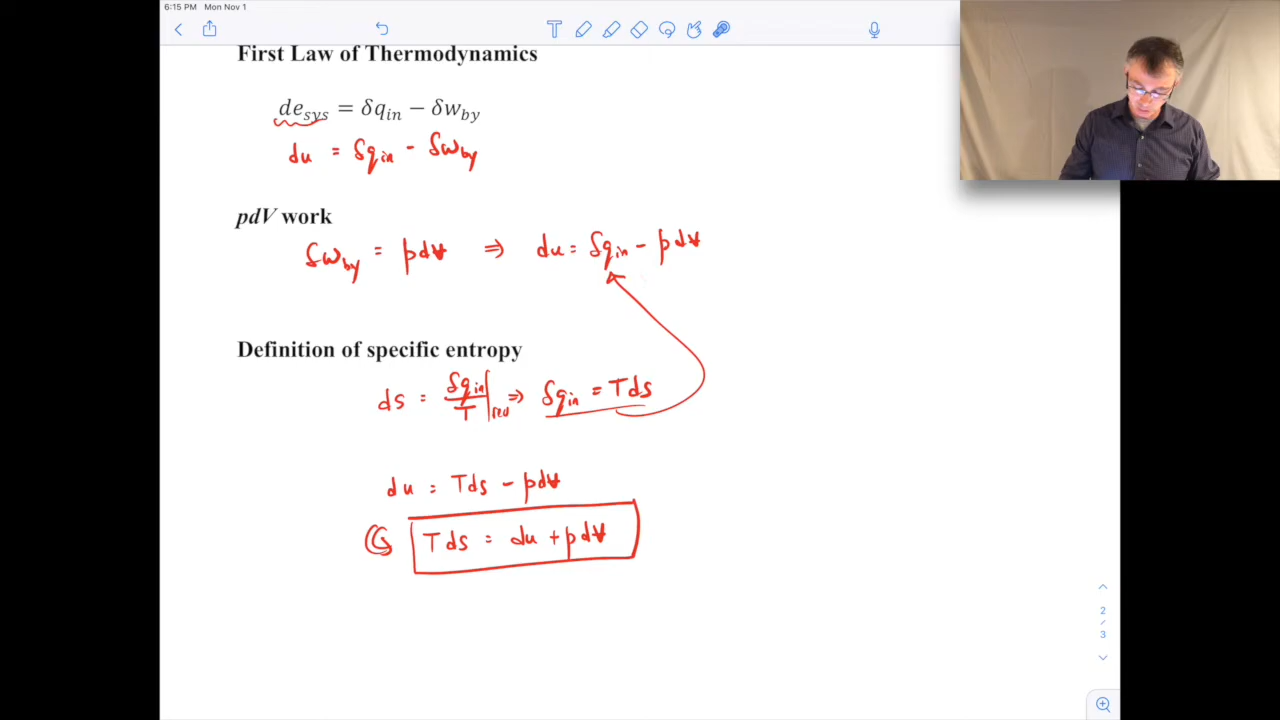 6:15 PM Mon Nov 1
First Law of Thermodynamics
de_sys = δq_in − δw_by
du = δq_in - δw_by
pdV work
δw_by = pdV ⇒ du = δq_in - pdV
Definition of specific entropy
ds = δq_in/T |rev ⇒ δq_in = Tds
du = Tds - pdV
G Tds = du + pdV
2
/
3